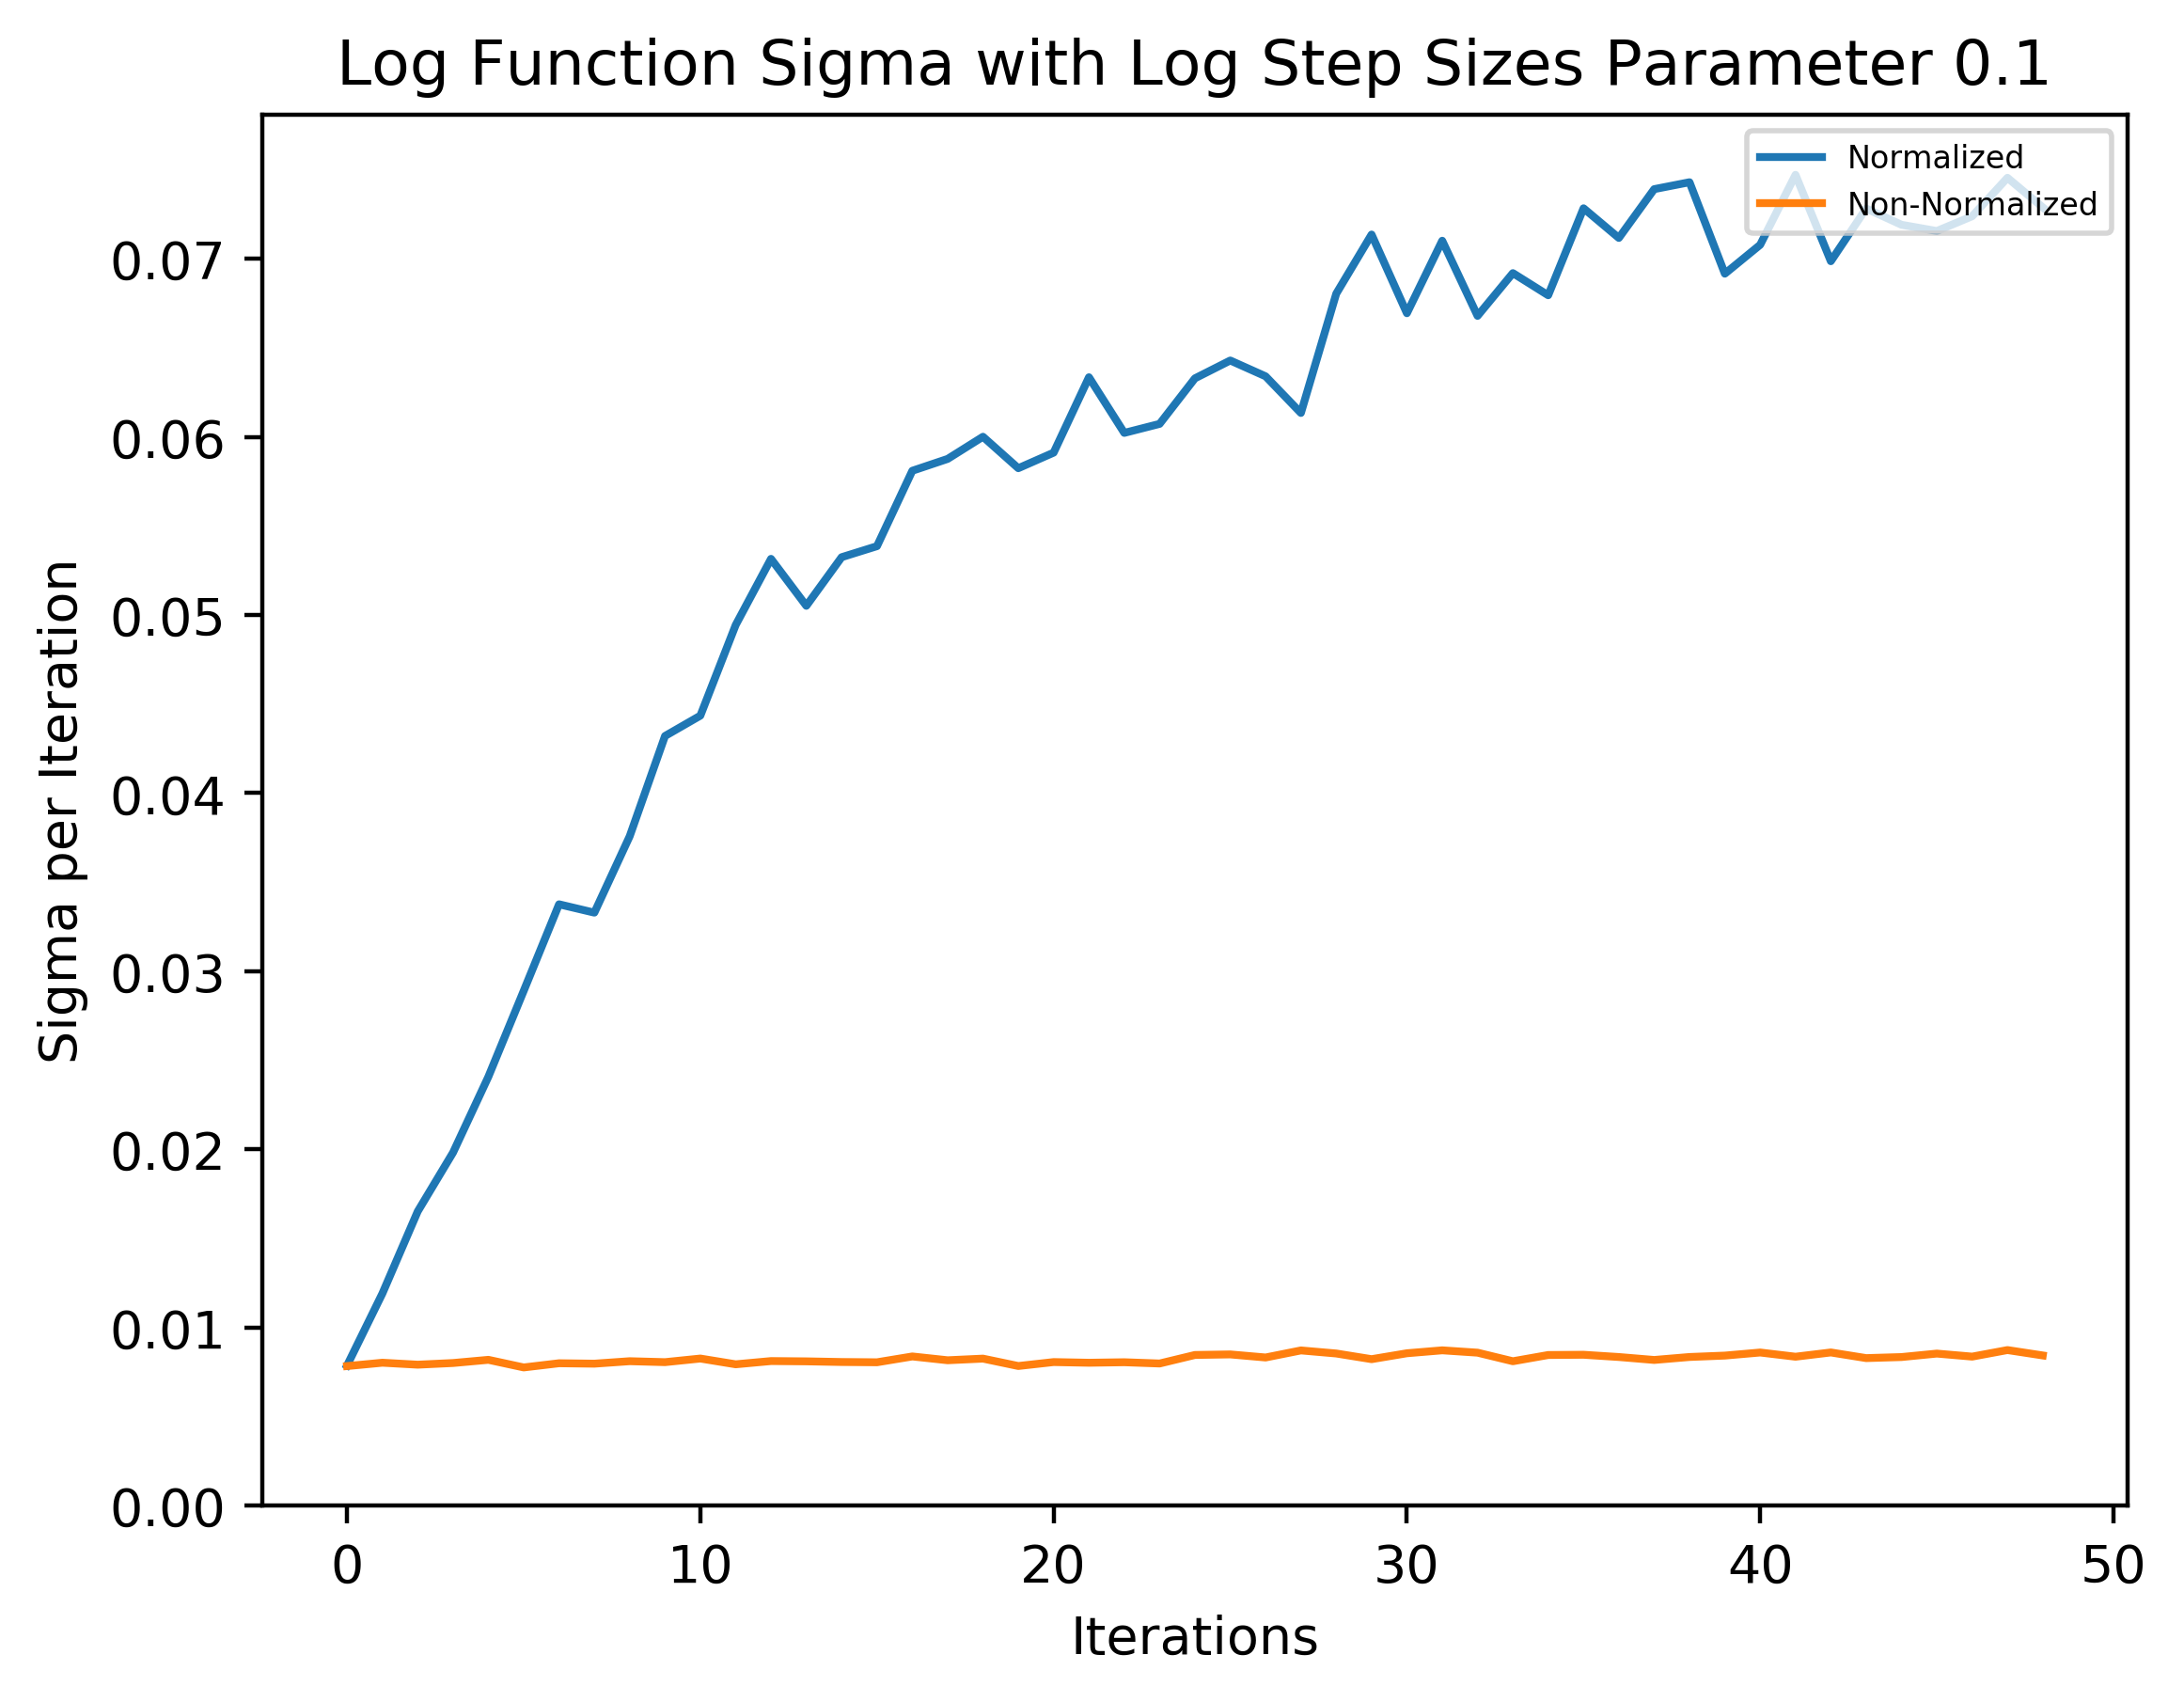 Log Function Sigma with Log Step Sizes Parameter 0.1
Normalized
Non-Normalized
Sigma per Iteration
0.07
0.06
0.05
0.04
0.03
0.02
0.01
0.00
0 10 20 30 40 50
Iterations